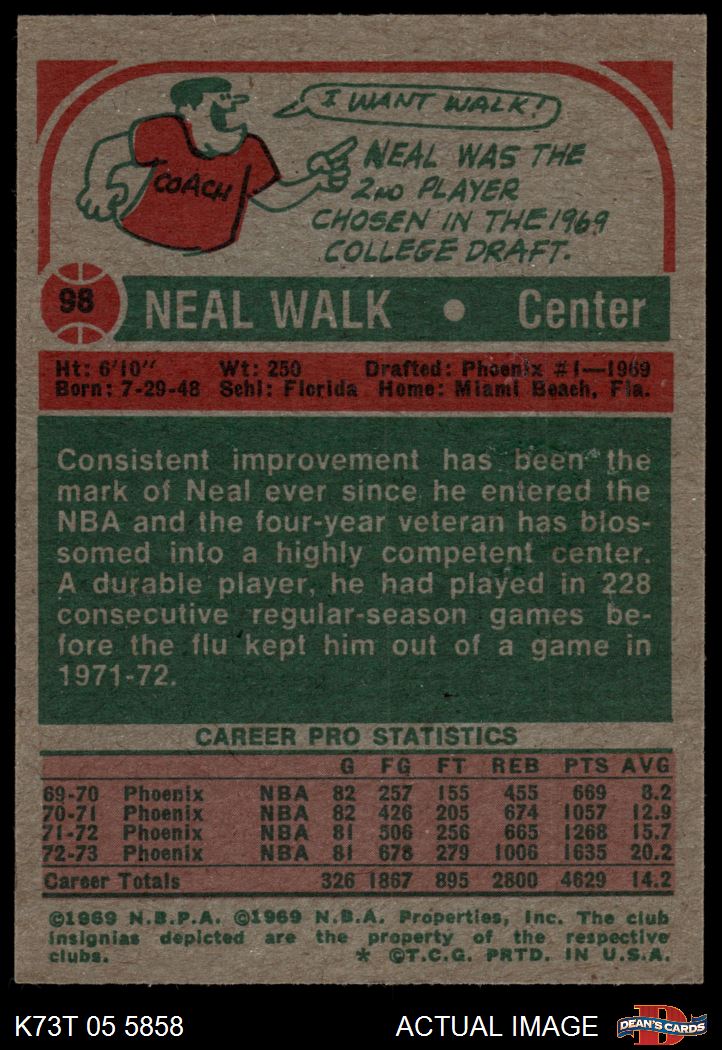 I WANT WALK!
COACH
NEAL WAS THE
2ND PLAYER
CHOSEN IN THE 1969
COLLEGE DRAFT.
98 NEAL WALK • Center
Ht: 6'10" Wt: 250 Drafted: Phoenix #1—1969
Born: 7-29-48 Schl: Florida Home: Miami Beach, Fla.
Consistent improvement has been the
mark of Neal ever since he entered the
NBA and the four-year veteran has blos-
somed into a highly competent center.
A durable player, he had played in 228
consecutive regular-season games be-
fore the flu kept him out of a game in
1971-72.
CAREER PRO STATISTICS
G FG FT REB PTS AVG
69-70 Phoenix NBA 82 257 155 455 669 8.2
70-71 Phoenix NBA 82 426 205 674 1057 12.9
71-72 Phoenix NBA 81 506 256 665 1268 15.7
72-73 Phoenix NBA 81 678 279 1006 1635 20.2
Career Totals 326 1867 895 2800 4629 14.2
©1969 N.B.P.A. ©1969 N.B.A. Properties, Inc. The club
insignias depicted are the property of the respective
clubs. * ©T.C.G. PRTD. IN U.S.A.
K73T 05 5858 ACTUAL IMAGE D DEAN'S CARDS